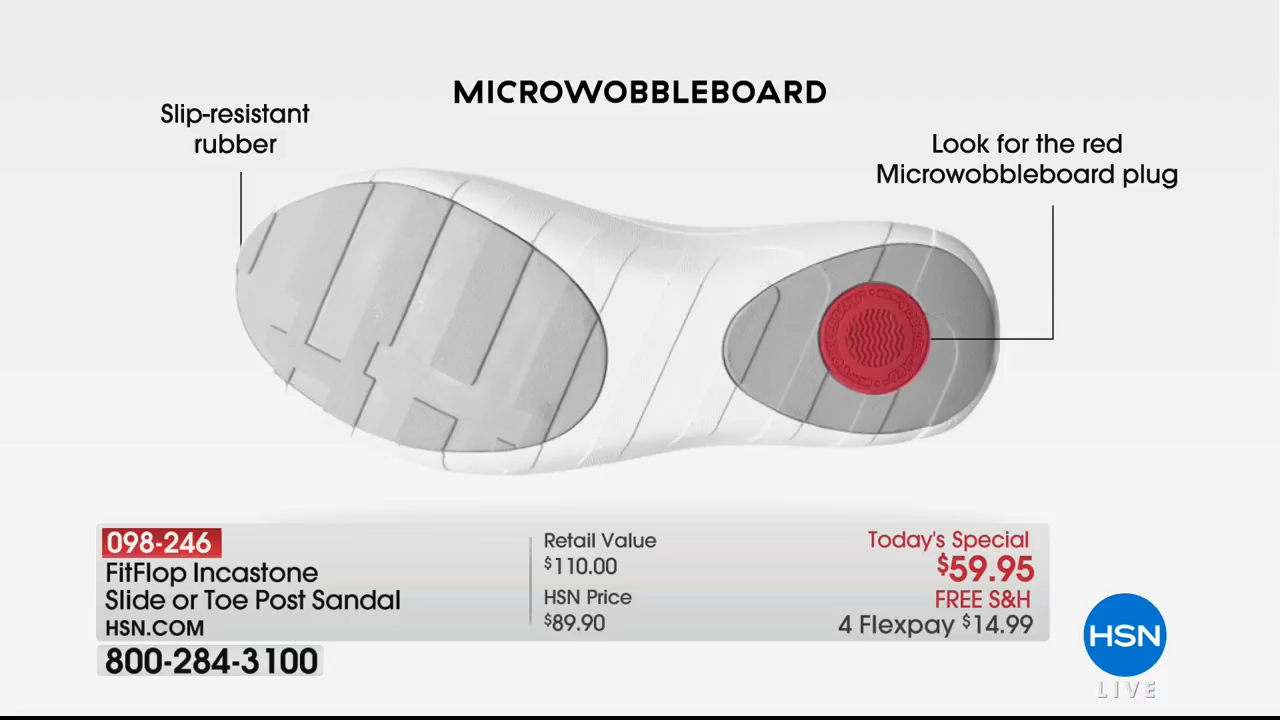 MICROWOBBLEBOARD
Slip-resistant
rubber
Look for the red
Microwobbleboard plug
098-246
FitFlop Incastone
Slide or Toe Post Sandal
HSN.COM
800-284-3100
Retail Value
$110.00
HSN Price
$89.90
Today's Special
$59.95
FREE S&H
4 Flexpay $14.99
HSN
LIVE